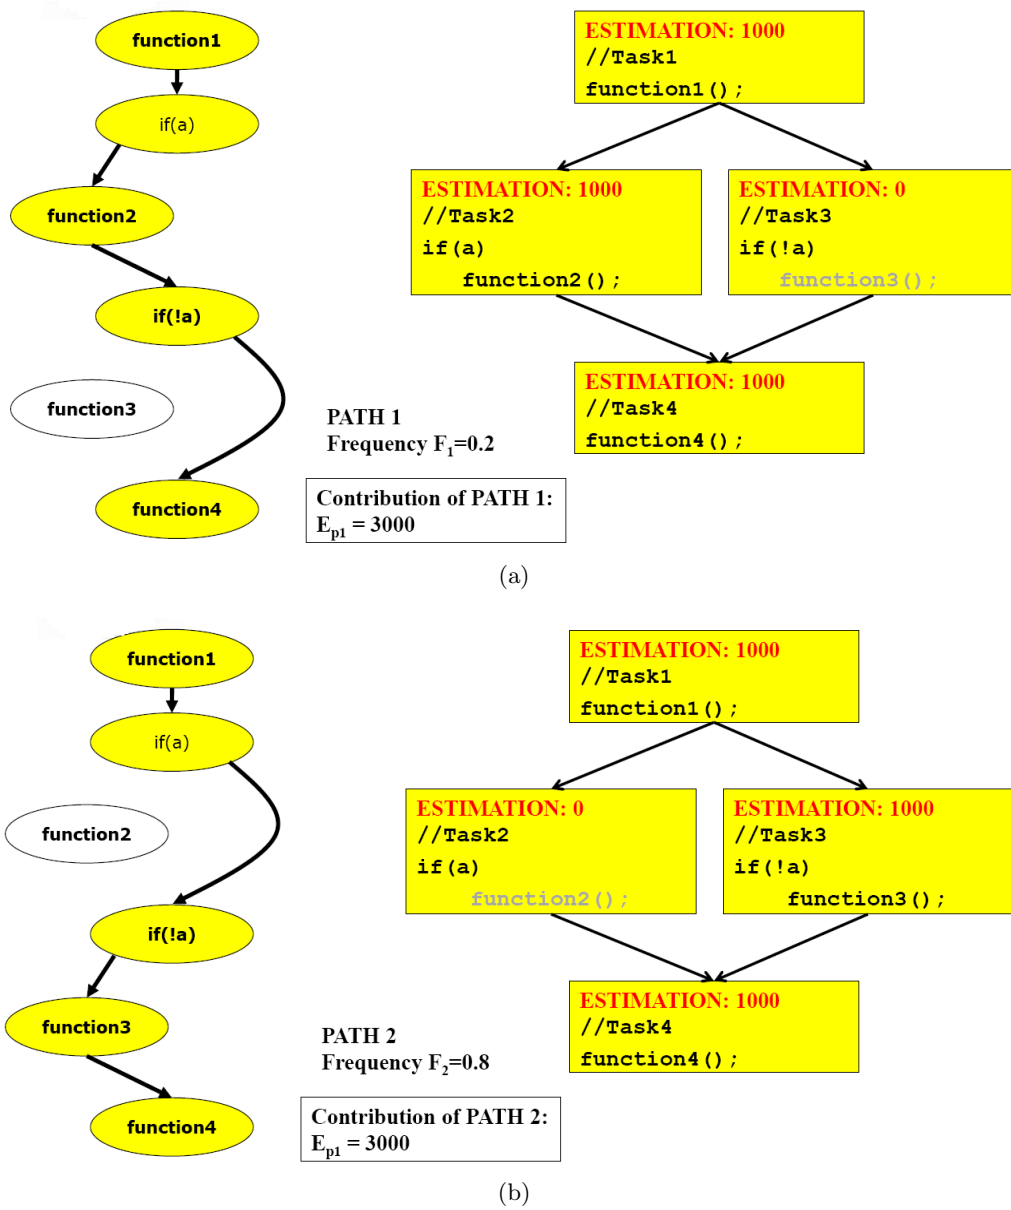 function1
if(a)
function2
if(!a)
function3
function4
ESTIMATION: 1000
//Task1
function1();
ESTIMATION: 1000
//Task2
if(a)
function2();
ESTIMATION: 0
//Task3
if(!a)
function3();
ESTIMATION: 1000
//Task4
function4();
PATH 1
Frequency F1=0.2
Contribution of PATH 1:
Ep1 = 3000
(a)
function1
if(a)
function2
if(!a)
function3
function4
ESTIMATION: 1000
//Task1
function1();
ESTIMATION: 0
//Task2
if(a)
function2();
ESTIMATION: 1000
//Task3
if(!a)
function3();
ESTIMATION: 1000
//Task4
function4();
PATH 2
Frequency F2=0.8
Contribution of PATH 2:
Ep1 = 3000
(b)